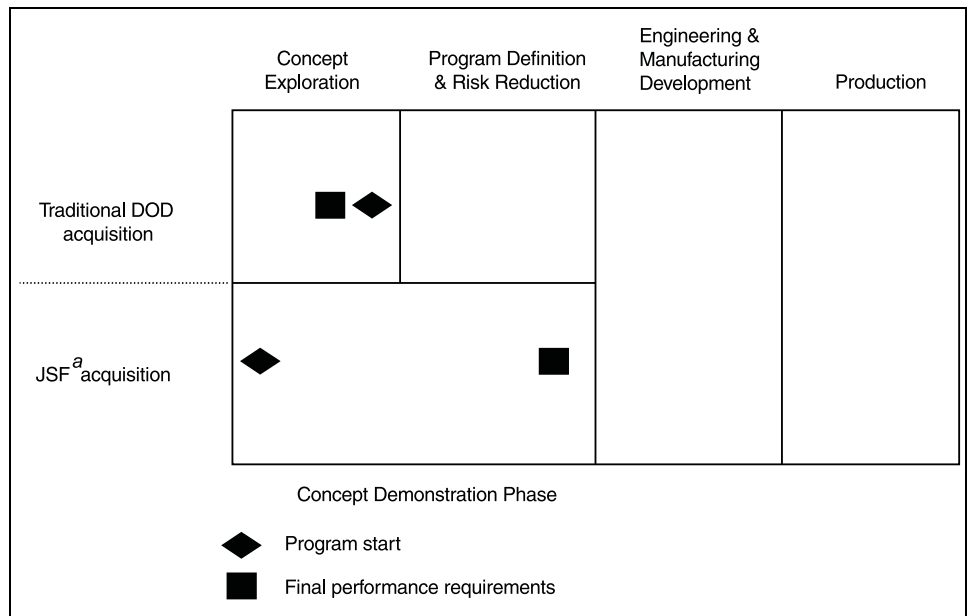 Concept
Exploration
Program Definition
& Risk Reduction
Engineering &
Manufacturing
Development
Production
Traditional DOD
acquisition
JSF a acquisition
Concept Demonstration Phase
Program start
Final performance requirements